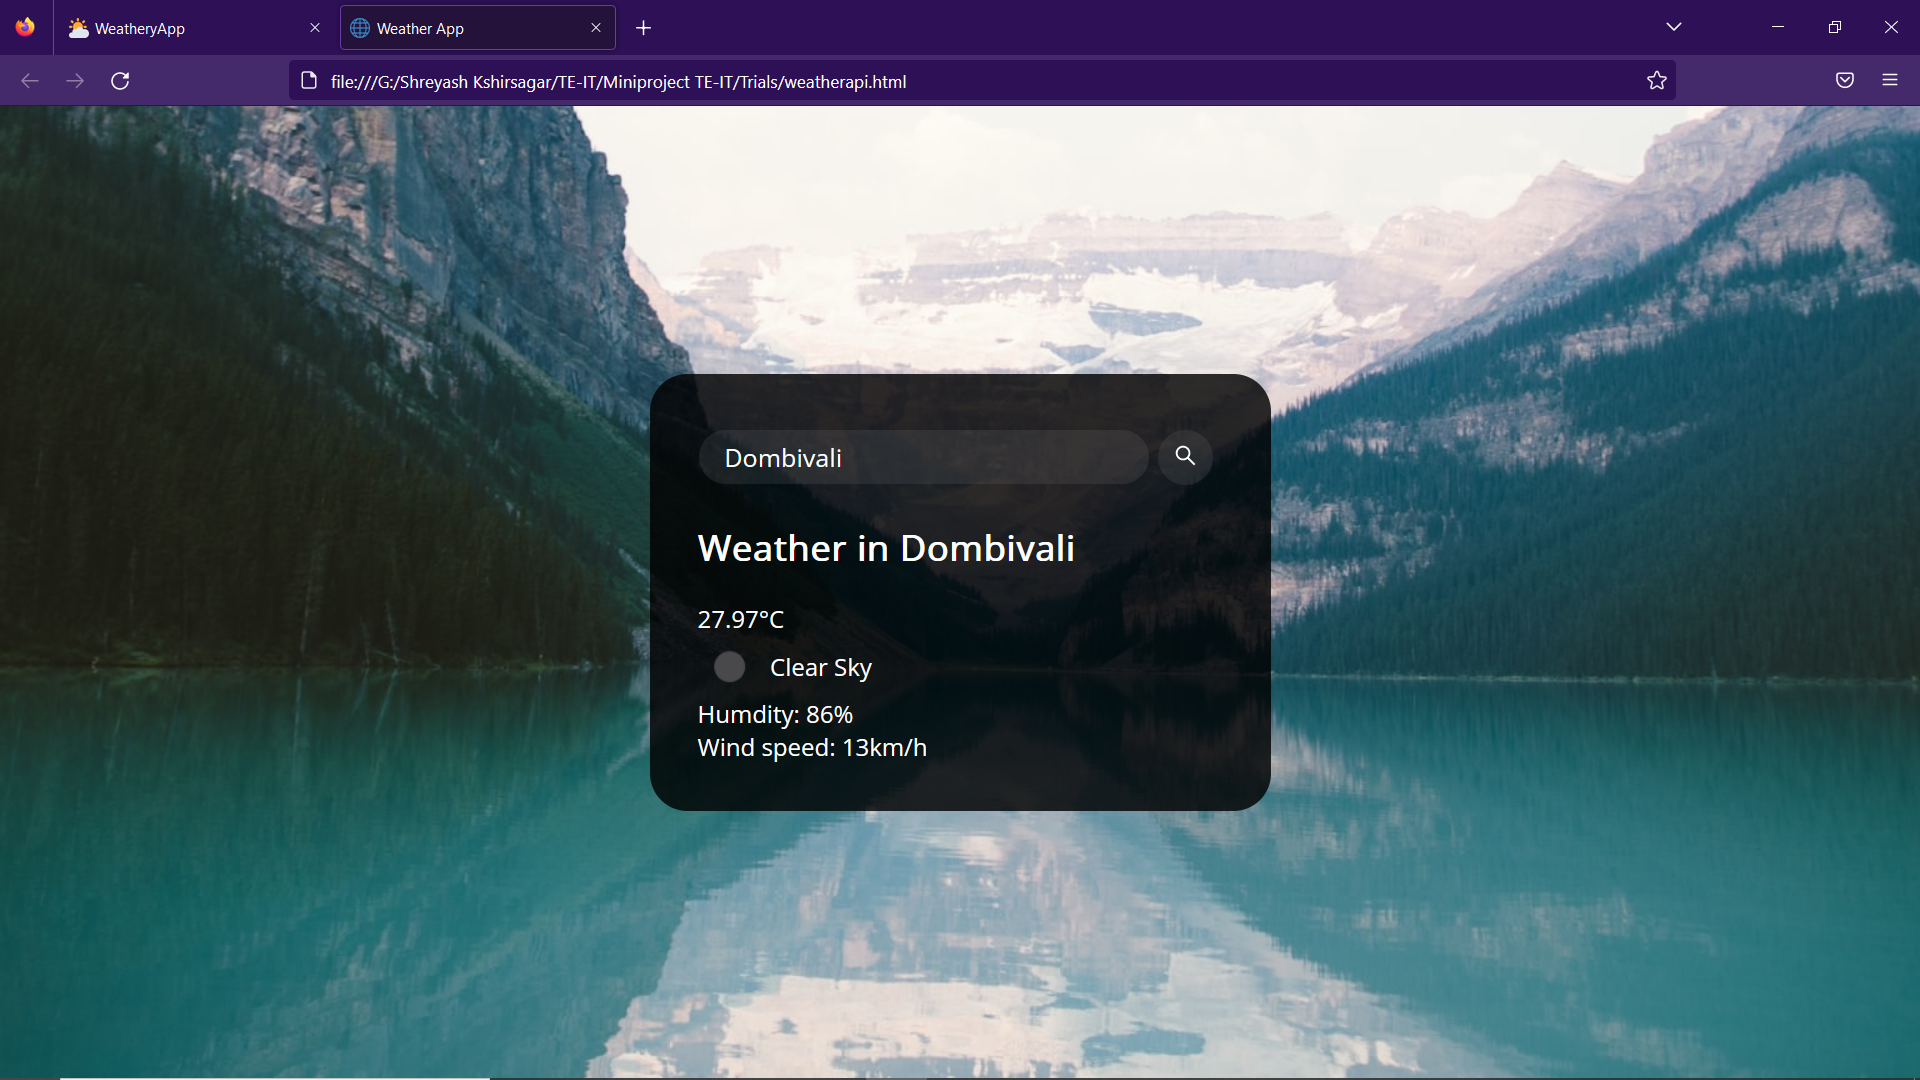 WeatheryApp
Weather App
file:///G:/Shreyash Kshirsagar/TE-IT/Miniproject TE-IT/Trials/weatherapi.html
Dombivali
Weather in Dombivali
27.97°C
Clear Sky
Humdity: 86%
Wind speed: 13km/h